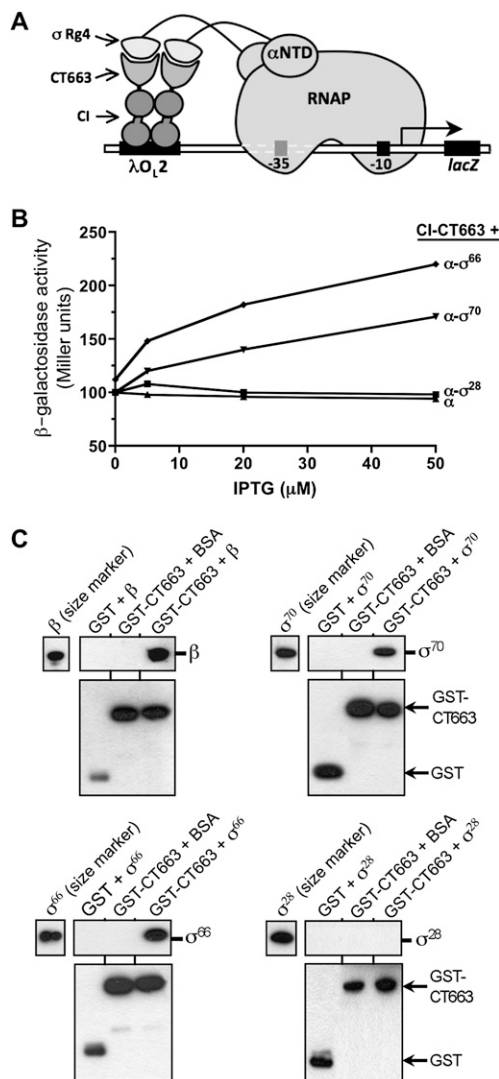 A
σ Rg4
CT663
CI
αNTD
RNAP
-35
-10
λO_L2
lacZ
B
β-galactosidase activity
(Miller units)
250
200
150
100
50
0
10
20
30
40
50
IPTG (μM)
CI-CT663 +
α-σ⁶⁶
α-σ⁷⁰
α-σ²⁸
α
C
β (size marker)
GST + β
GST-CT663 + BSA
GST-CT663 + β
β
σ⁷⁰ (size marker)
GST + σ⁷⁰
GST-CT663 + BSA
GST-CT663 + σ⁷⁰
σ⁷⁰
GST-
CT663
GST
σ⁶⁶ (size marker)
GST + σ⁶⁶
GST-CT663 + BSA
GST-CT663 + σ⁶⁶
σ⁶⁶
σ²⁸ (size marker)
GST + σ²⁸
GST-CT663 + BSA
GST-CT663 + σ²⁸
σ²⁸
GST-
CT663
GST